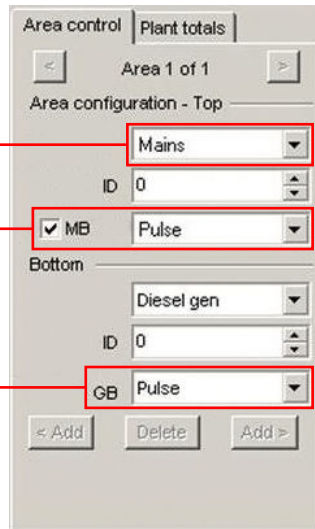 Area control Plant totals
< Area 1 of 1 >
Area configuration - Top
Mains
ID 0
MB Pulse
Bottom
Diesel gen
ID 0
GB Pulse
< Add Delete Add >